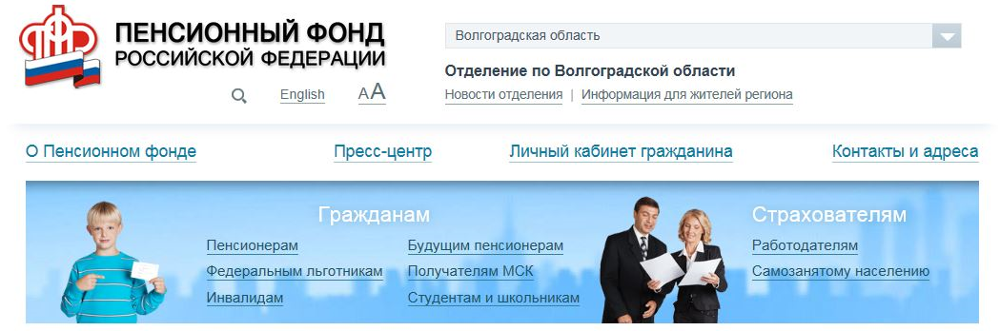 ПЕНСИОННЫЙ ФОНД
РОССИЙСКОЙ ФЕДЕРАЦИИ
English
A A
Волгоградская область
Отделение по Волгоградской области
Новости отделения | Информация для жителей региона
О Пенсионном фонде
Пресс-центр
Личный кабинет гражданина
Контакты и адреса
Гражданам
Пенсионерам
Федеральным льготникам
Инвалидам
Будущим пенсионерам
Получателям МСК
Студентам и школьникам
Страхователям
Работодателям
Самозанятому населению